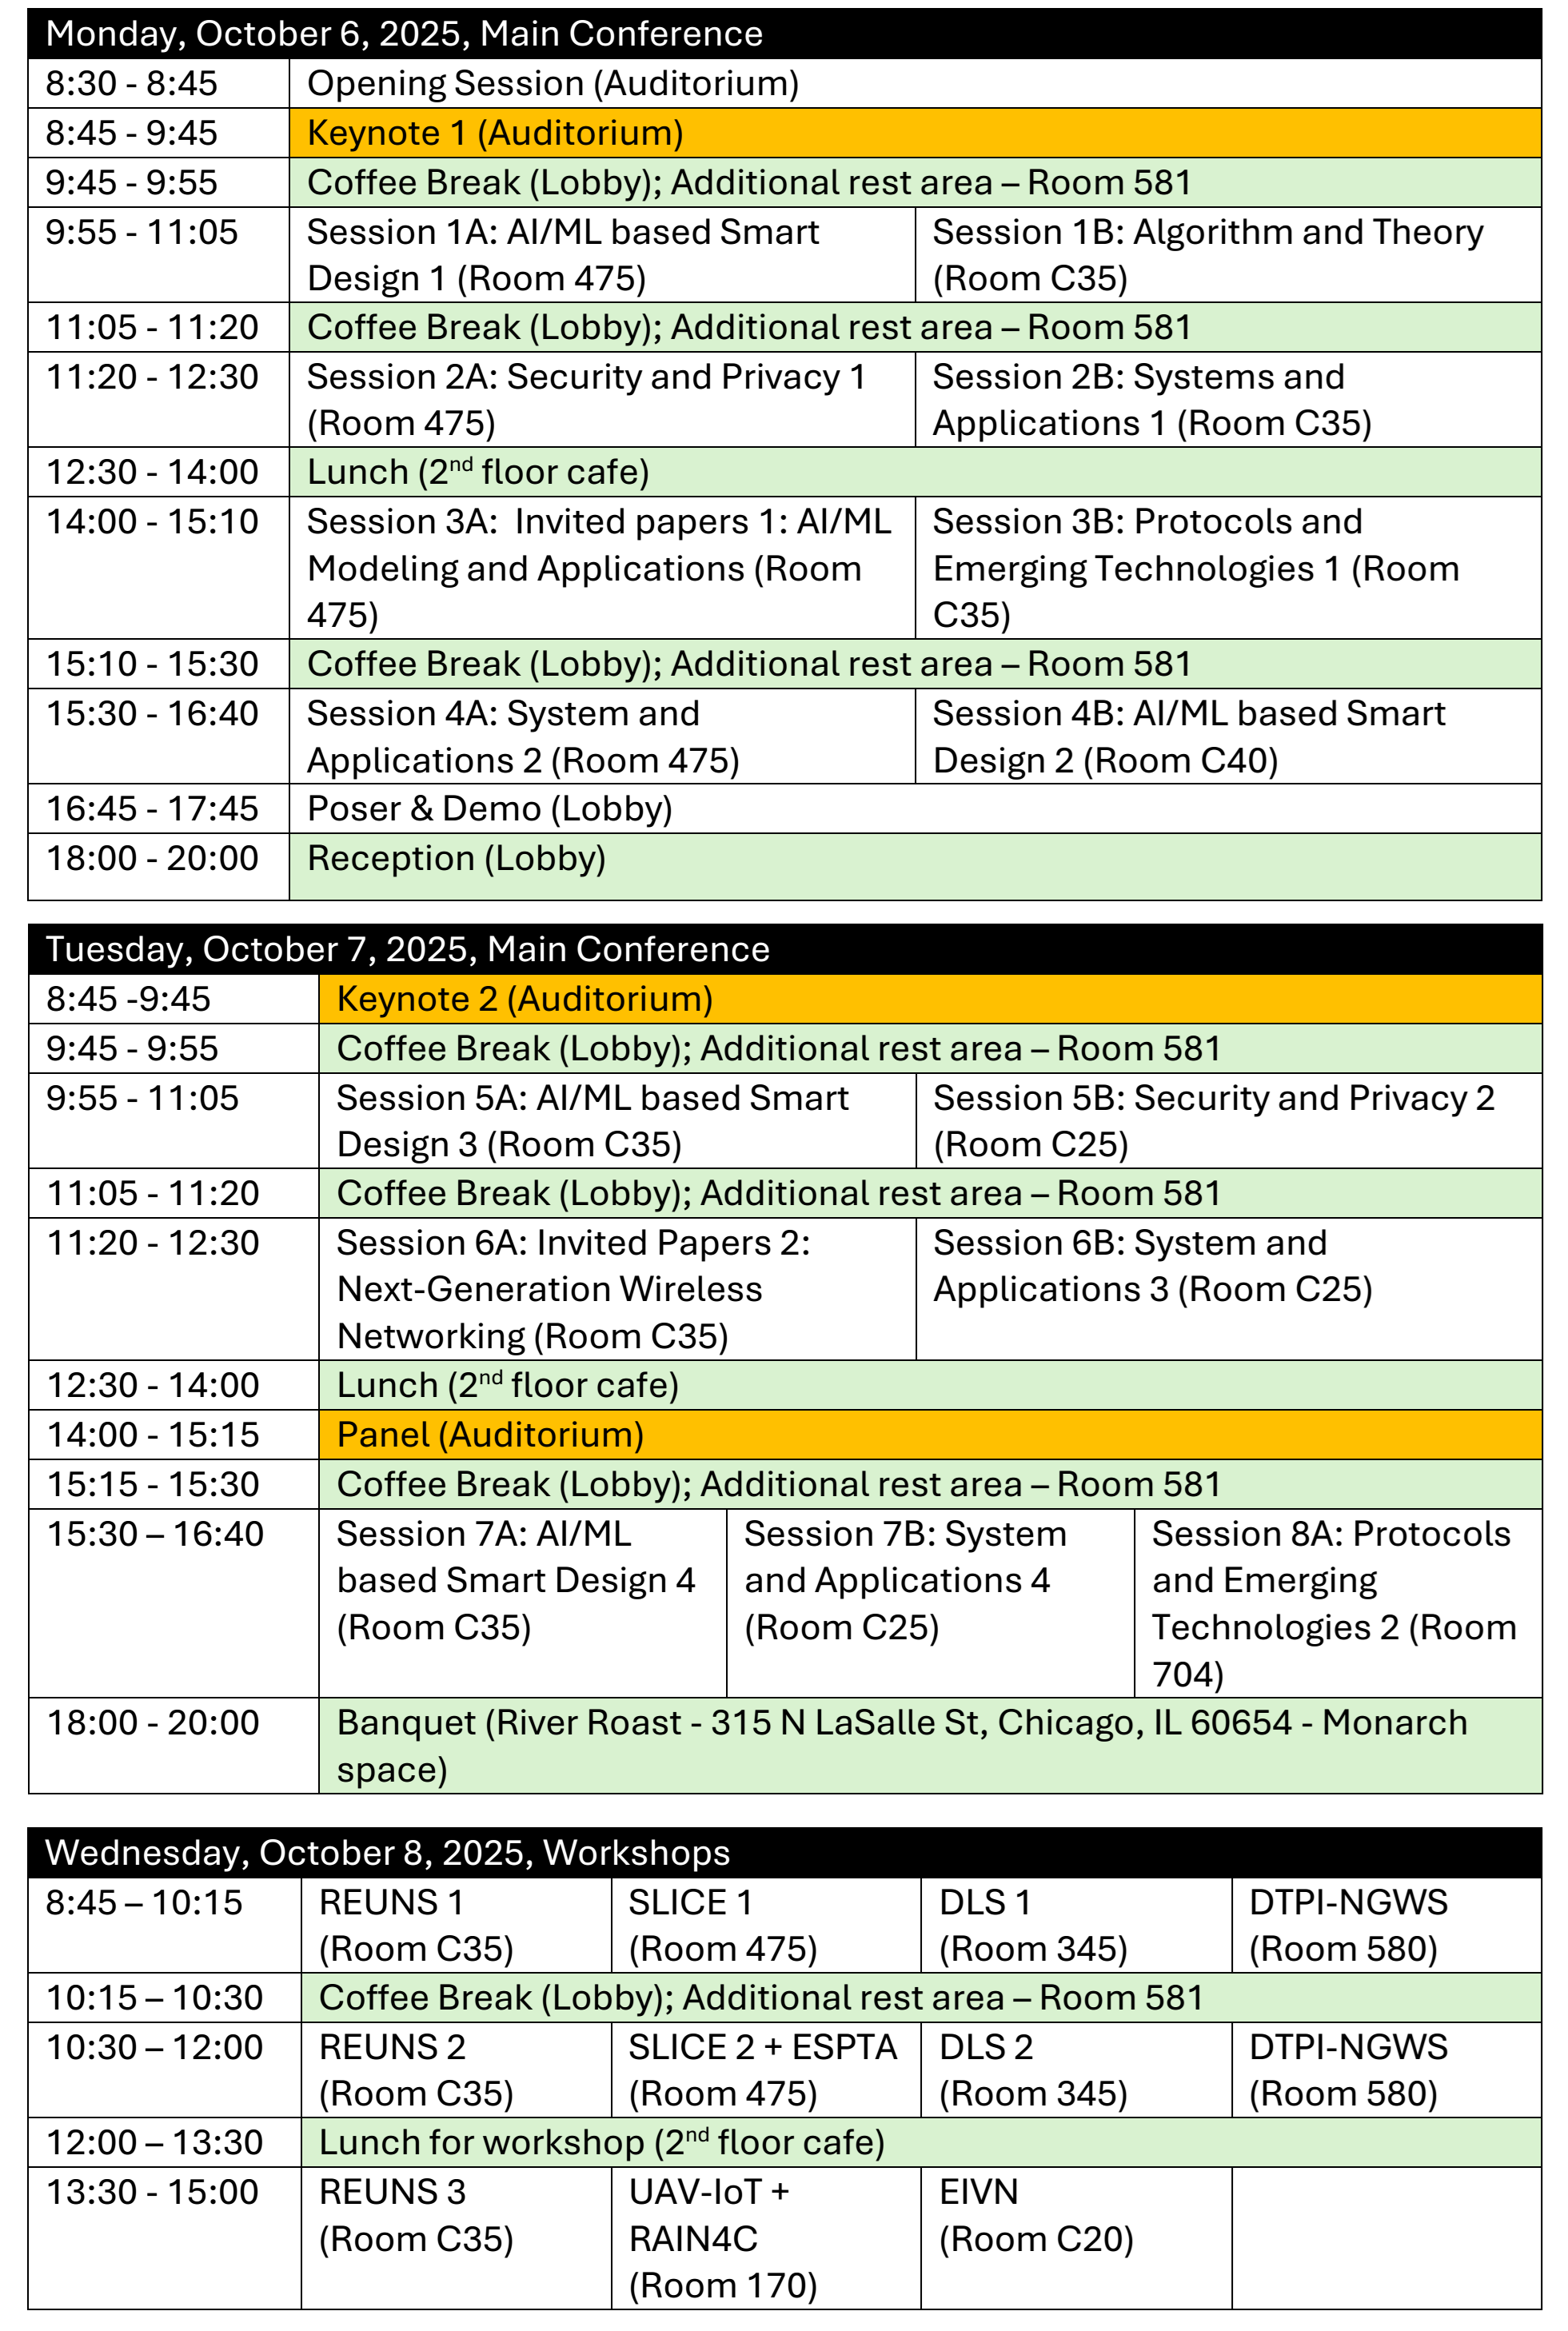 Monday, October 6, 2025, Main Conference
8:30 - 8:45
Opening Session (Auditorium)
8:45 - 9:45
Keynote 1 (Auditorium)
9:45 - 9:55
Coffee Break (Lobby); Additional rest area – Room 581
9:55 - 11:05
Session 1A: AI/ML based Smart
Design 1 (Room 475)
Session 1B: Algorithm and Theory
(Room C35)
11:05 - 11:20
Coffee Break (Lobby); Additional rest area – Room 581
11:20 - 12:30
Session 2A: Security and Privacy 1
(Room 475)
Session 2B: Systems and
Applications 1 (Room C35)
12:30 - 14:00
Lunch (2nd floor cafe)
14:00 - 15:10
Session 3A:  Invited papers 1: AI/ML
Modeling and Applications (Room
475)
Session 3B: Protocols and
Emerging Technologies 1 (Room
C35)
15:10 - 15:30
Coffee Break (Lobby); Additional rest area – Room 581
15:30 - 16:40
Session 4A: System and
Applications 2 (Room 475)
Session 4B: AI/ML based Smart
Design 2 (Room C40)
16:45 - 17:45
Poser & Demo (Lobby)
18:00 - 20:00
Reception (Lobby)
Tuesday, October 7, 2025, Main Conference
8:45 -9:45
Keynote 2 (Auditorium)
9:45 - 9:55
Coffee Break (Lobby); Additional rest area – Room 581
9:55 - 11:05
Session 5A: AI/ML based Smart
Design 3 (Room C35)
Session 5B: Security and Privacy 2
(Room C25)
11:05 - 11:20
Coffee Break (Lobby); Additional rest area – Room 581
11:20 - 12:30
Session 6A: Invited Papers 2:
Next-Generation Wireless
Networking (Room C35)
Session 6B: System and
Applications 3 (Room C25)
12:30 - 14:00
Lunch (2nd floor cafe)
14:00 - 15:15
Panel (Auditorium)
15:15 - 15:30
Coffee Break (Lobby); Additional rest area – Room 581
15:30 – 16:40
Session 7A: AI/ML
based Smart Design 4
(Room C35)
Session 7B: System
and Applications 4
(Room C25)
Session 8A: Protocols
and Emerging
Technologies 2 (Room
704)
18:00 - 20:00
Banquet (River Roast - 315 N LaSalle St, Chicago, IL 60654 - Monarch
space)
Wednesday, October 8, 2025, Workshops
8:45 – 10:15
REUNS 1
(Room C35)
SLICE 1
(Room 475)
DLS 1
(Room 345)
DTPI-NGWS
(Room 580)
10:15 – 10:30
Coffee Break (Lobby); Additional rest area – Room 581
10:30 – 12:00
REUNS 2
(Room C35)
SLICE 2 + ESPTA
(Room 475)
DLS 2
(Room 345)
DTPI-NGWS
(Room 580)
12:00 – 13:30
Lunch for workshop (2nd floor cafe)
13:30 - 15:00
REUNS 3
(Room C35)
UAV-IoT +
RAIN4C
(Room 170)
EIVN
(Room C20)